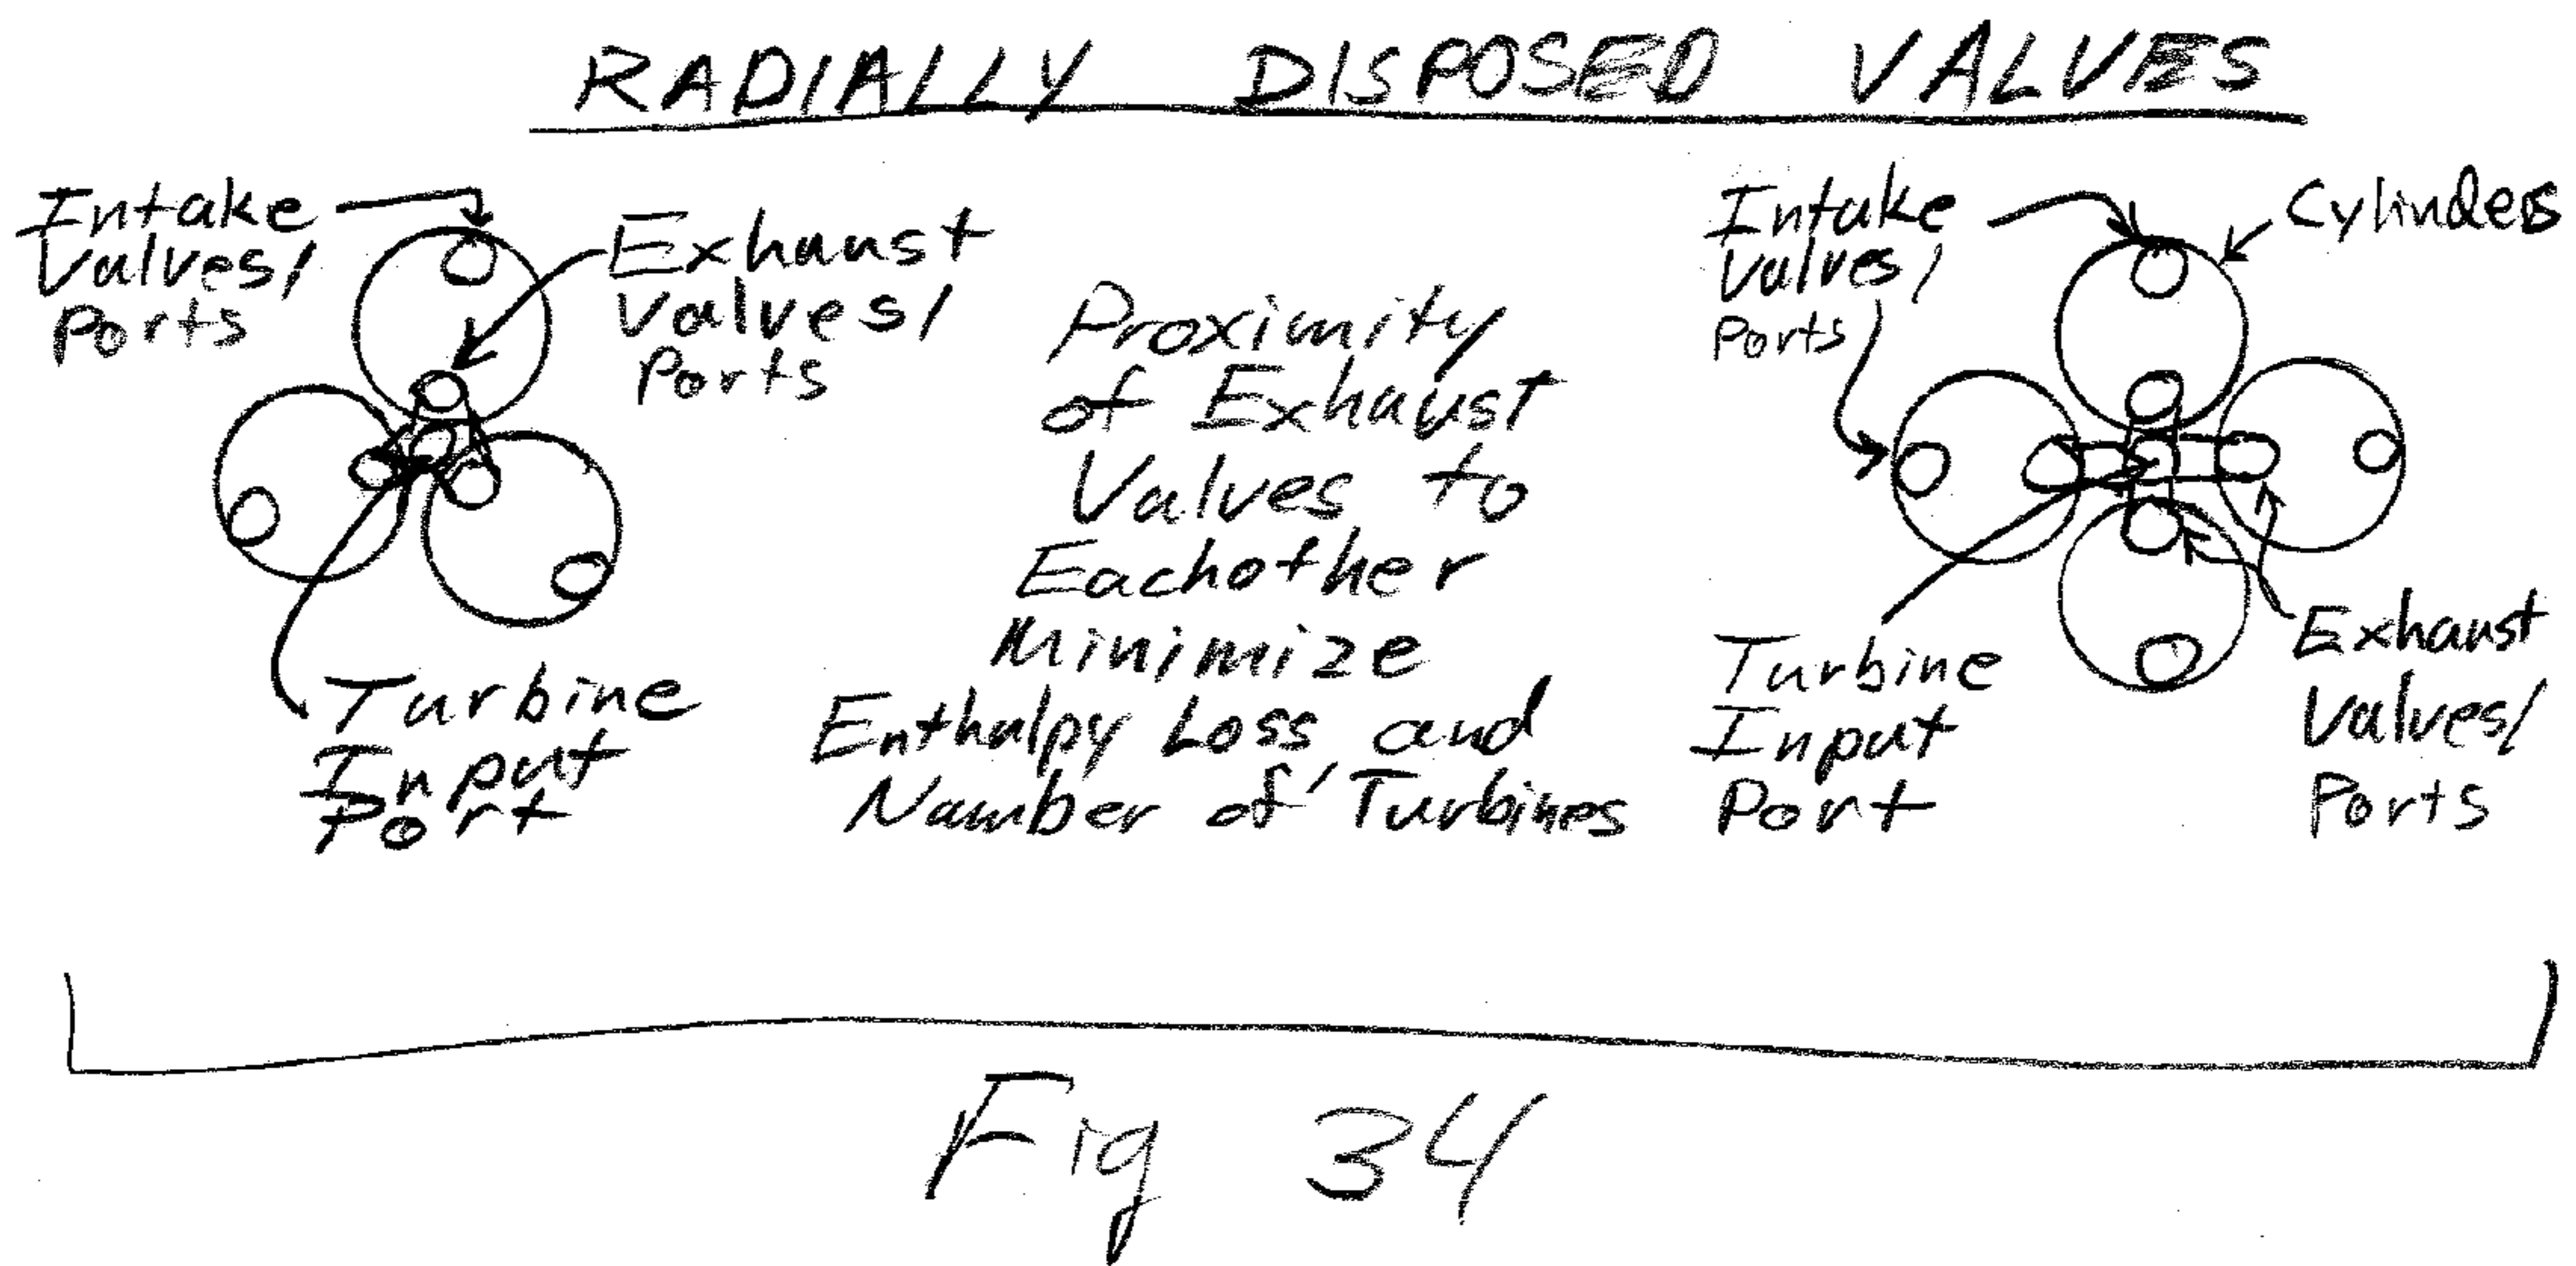 RADIALLY DISPOSED VALVES
Intake
Valves/
Ports
Exhaust
Valves/
Ports
Turbine
Input
Port
Proximity
of Exhaust
Valves to
Eachother
Minimize
Enthalpy Loss, and
Number of Turbines
Intake
Valves/
Ports
Cylinders
Turbine
Input
Port
Exhaust
Valves/
Ports
Fig 34